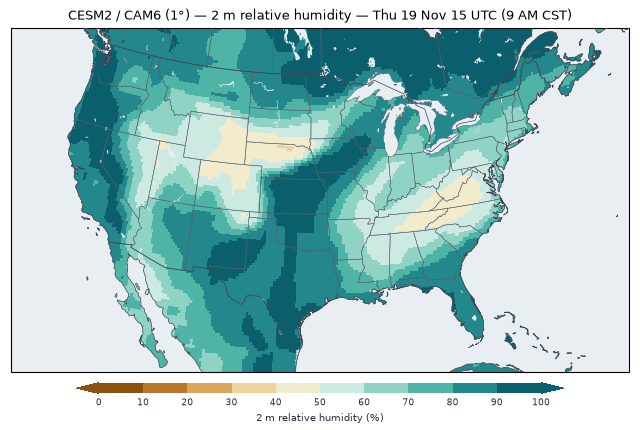 CESM2 / CAM6 (1°) — 2 m relative humidity — Thu 19 Nov 15 UTC (9 AM CST)
0 10 20 30 40 50 60 70 80 90 100
2 m relative humidity (%)